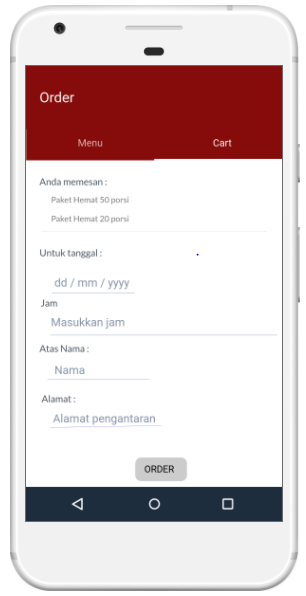 Order
Menu Cart
Anda memesan :
Paket Hemat 50 porsi
Paket Hemat 20 porsi
Untuk tanggal :
dd / mm / yyyy
Jam
Masukkan jam
Atas Nama :
Nama
Alamat :
Alamat pengantaran
ORDER